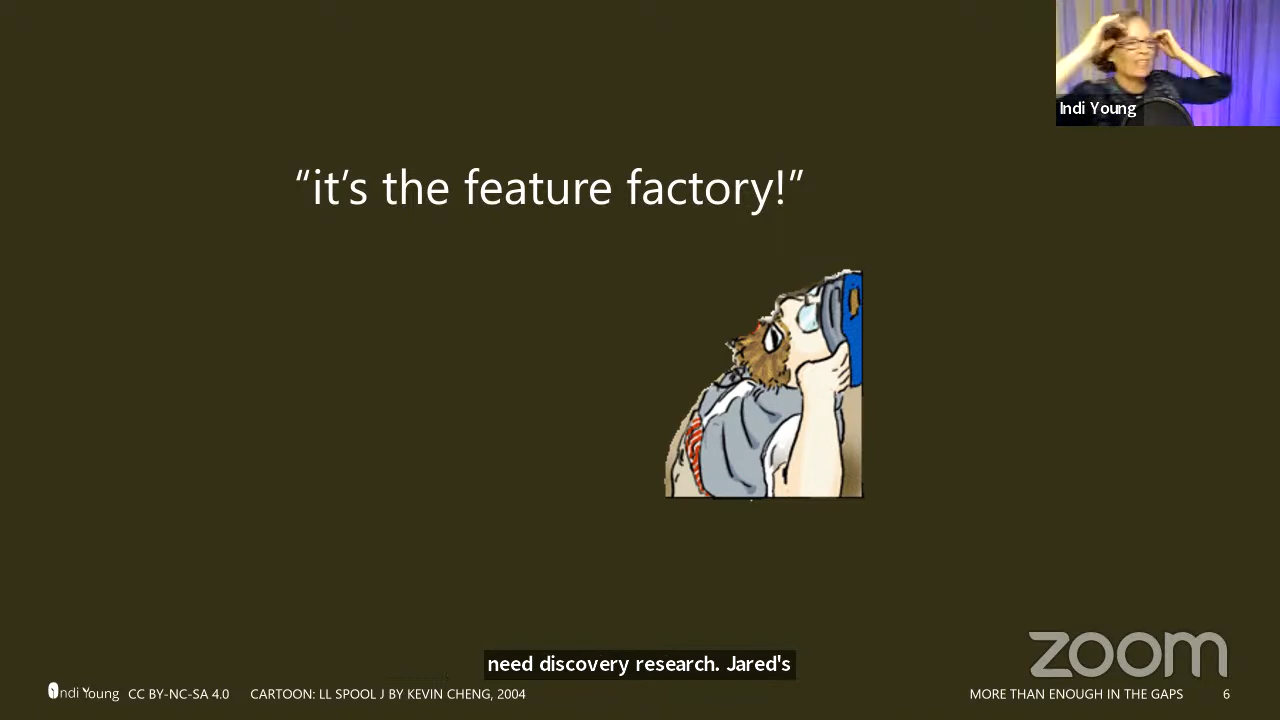 Indi Young
“it’s the feature factory!”
need discovery research. Jared's
zoom
Indi Young CC BY-NC-SA 4.0 CARTOON: LL SPOOL J BY KEVIN CHENG, 2004
MORE THAN ENOUGH IN THE GAPS 6